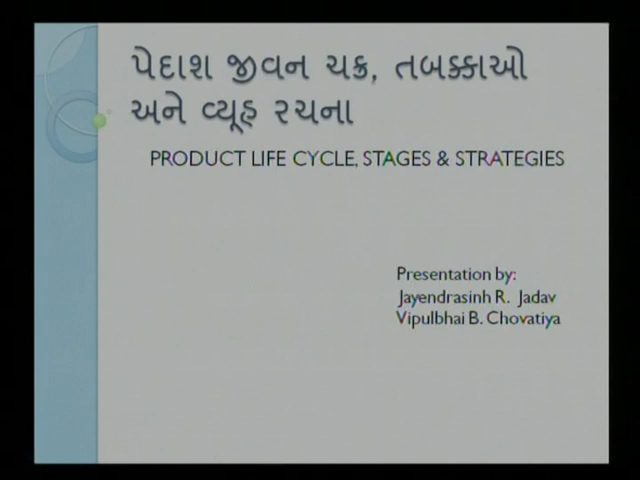 પેદાશ જીવન ચક્ર, તબક્કાઓ
અને વ્યૂહ રચના
PRODUCT LIFE CYCLE, STAGES & STRATEGIES
Presentation by:
Jayendrasinh R. Jadav
Vipulbhai B. Chovatiya